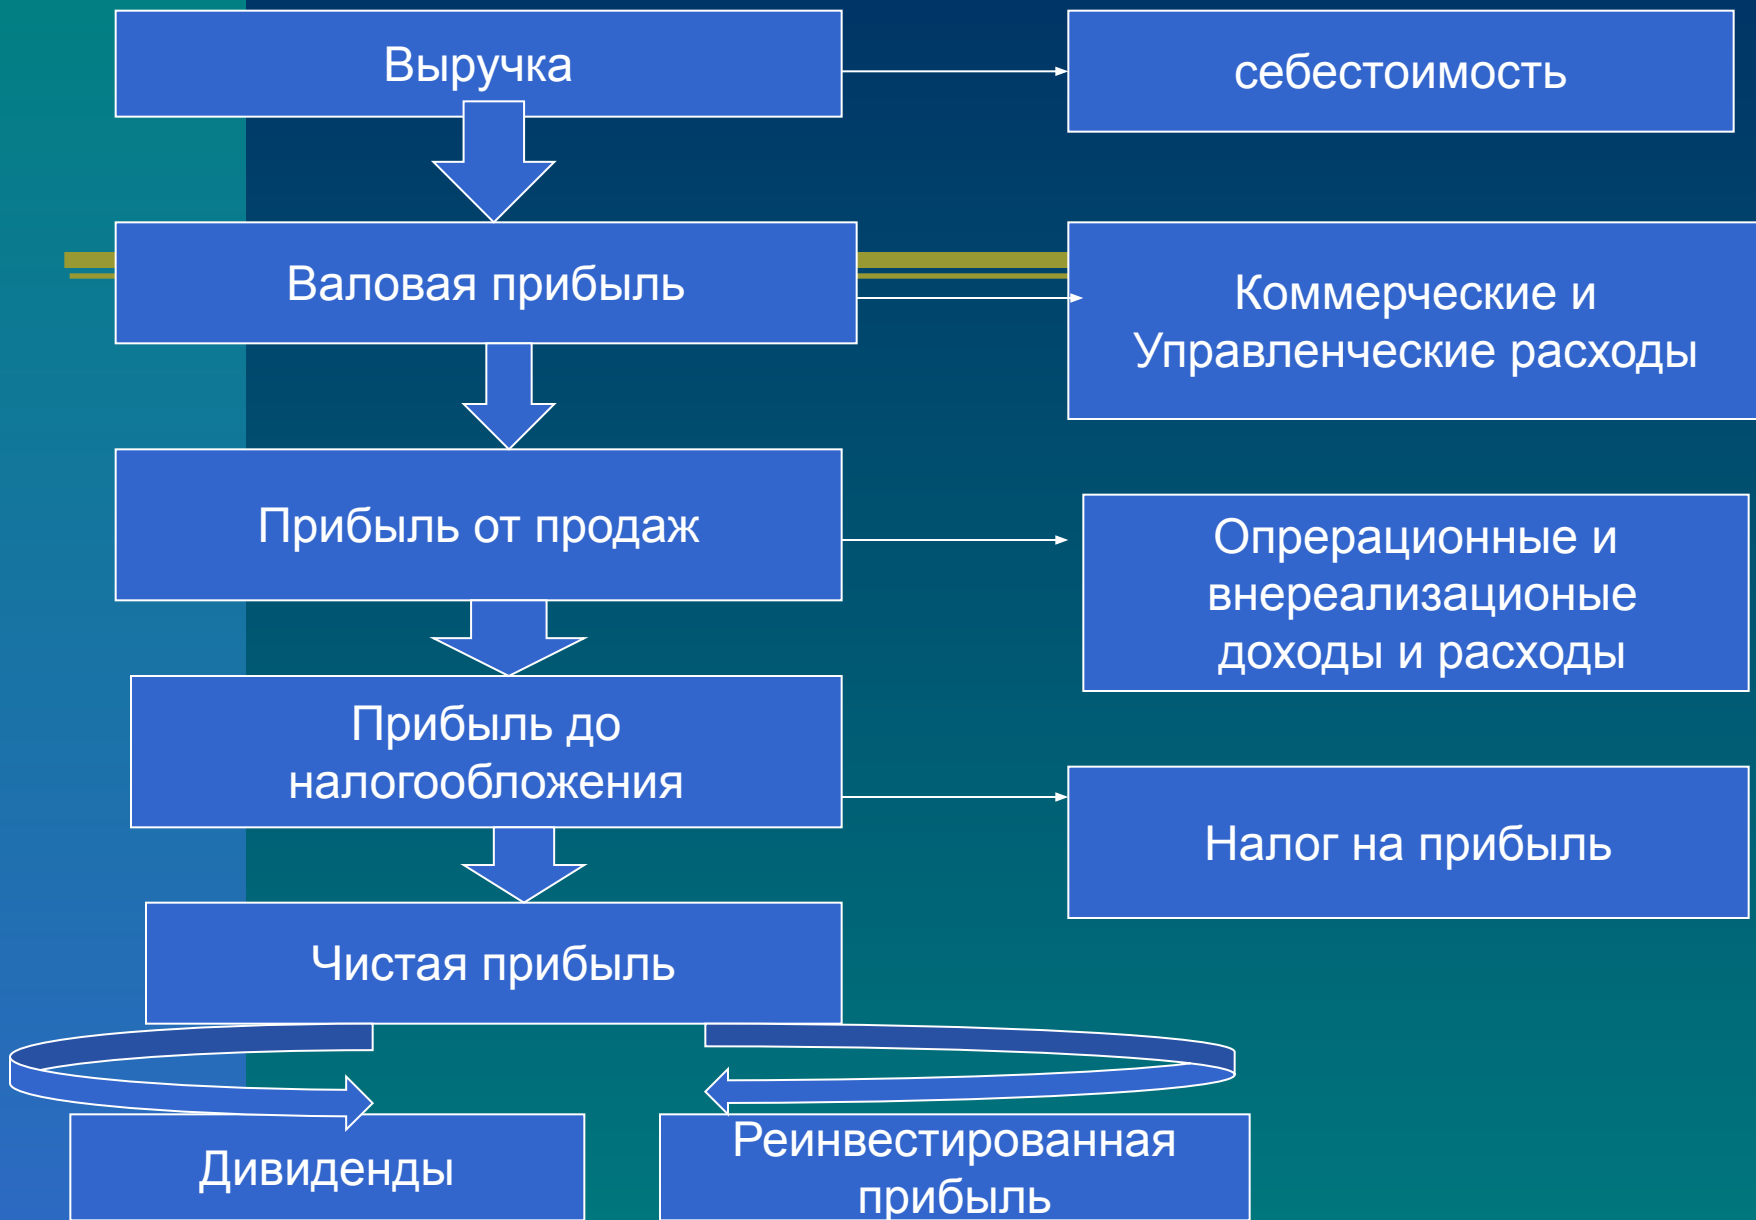 Выручка
себестоимость
Валовая прибыль
Коммерческие и
Управленческие расходы
Прибыль от продаж
Опрерационные и
внереализационые
доходы и расходы
Прибыль до
налогообложения
Налог на прибыль
Чистая прибыль
Дивиденды
Реинвестированная
прибыль